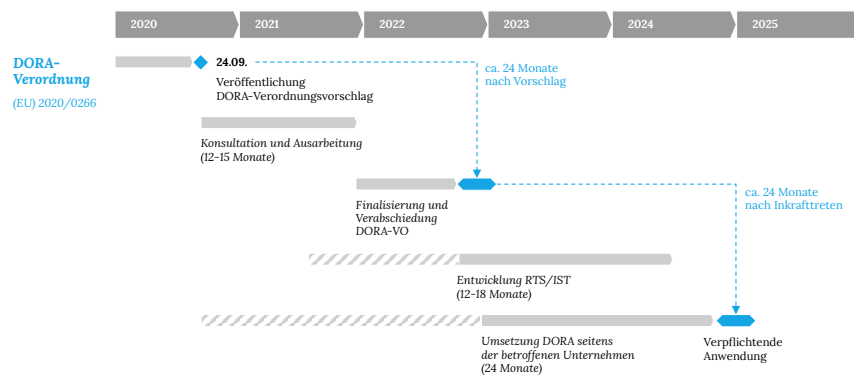 2020 2021 2022 2023 2024 2025
DORA-
Verordnung
(EU) 2020/0266
24.09.
Veröffentlichung
DORA-Verordnungsvorschlag
ca. 24 Monate
nach Vorschlag
Konsultation und Ausarbeitung
(12-15 Monate)
Finalisierung und
Verabschiedung
DORA-VO
ca. 24 Monate
nach Inkrafttreten
Entwicklung RTS/IST
(12-18 Monate)
Umsetzung DORA seitens
der betroffenen Unternehmen
(24 Monate)
Verpflichtende
Anwendung